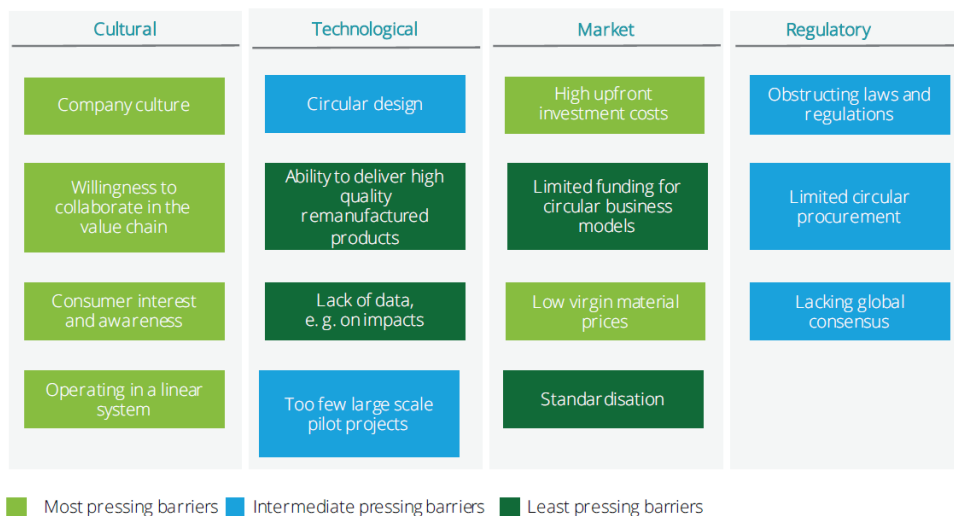 Cultural
Technological
Market
Regulatory
Company culture
Circular design
High upfront
investment costs
Obstructing laws and
regulations
Willingness to
collaborate in the
value chain
Ability to deliver high
quality
remanufactured
products
Limited funding for
circular business
models
Limited circular
procurement
Consumer interest
and awareness
Lack of data,
e. g. on impacts
Low virgin material
prices
Lacking global
consensus
Operating in a linear
system
Too few large scale
pilot projects
Standardisation
Most pressing barriers
Intermediate pressing barriers
Least pressing barriers